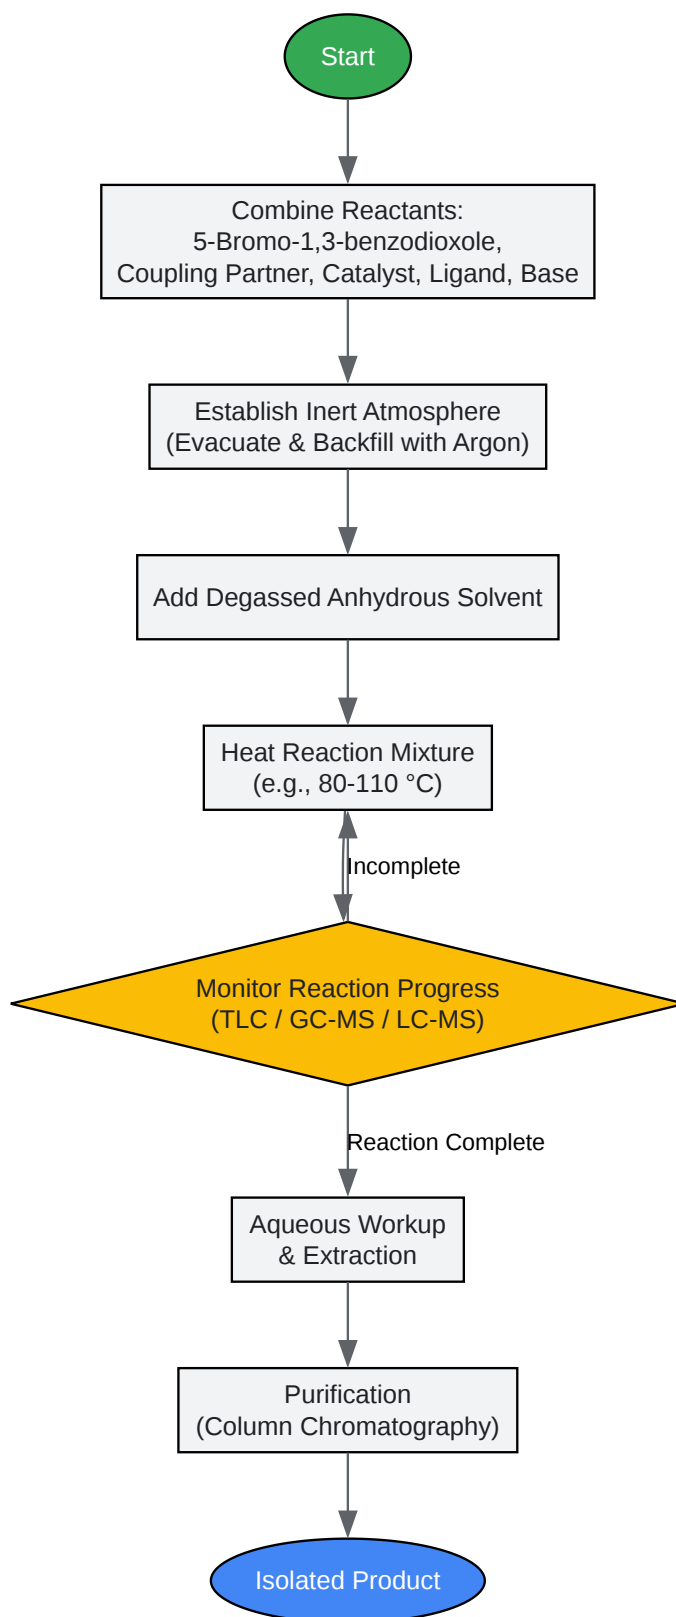 Start
Combine Reactants:
5-Bromo-1,3-benzodioxole,
Coupling Partner, Catalyst, Ligand, Base
Establish Inert Atmosphere
(Evacuate & Backfill with Argon)
Add Degassed Anhydrous Solvent
Heat Reaction Mixture
(e.g., 80-110 °C)
Incomplete
Monitor Reaction Progress
(TLC / GC-MS / LC-MS)
Reaction Complete
Aqueous Workup
& Extraction
Purification
(Column Chromatography)
Isolated Product